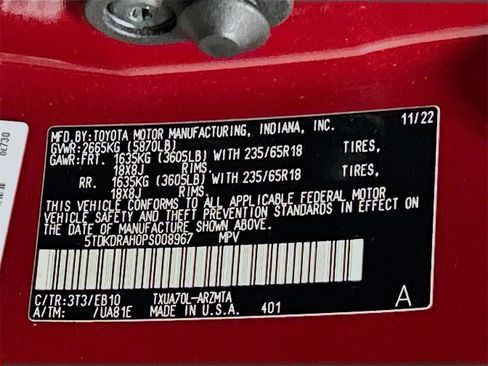 MFD.BY:TOYOTA MOTOR MANUFACTURING, INDIANA, INC. 11/22
GVWR:2665KG (5870LB)
GAWR:FRT. 1635KG (3605LB) WITH 235/65R18 TIRES,
18X8J RIMS.
RR. 1635KG (3605LB) WITH 235/65R18 TIRES,
18X8J RIMS.
THIS VEHICLE CONFORMS TO ALL APPLICABLE FEDERAL MOTOR
VEHICLE SAFETY AND THEFT PREVENTION STANDARDS IN EFFECT ON
THE DATE OF MANUFACTURE SHOWN ABOVE.
5TDKDRAH0PS008967 MPV
C/TR:3T3/EB10 TXUA70L-ARZMTA
A/TM: /UA81E MADE IN U.S.A. 401 A